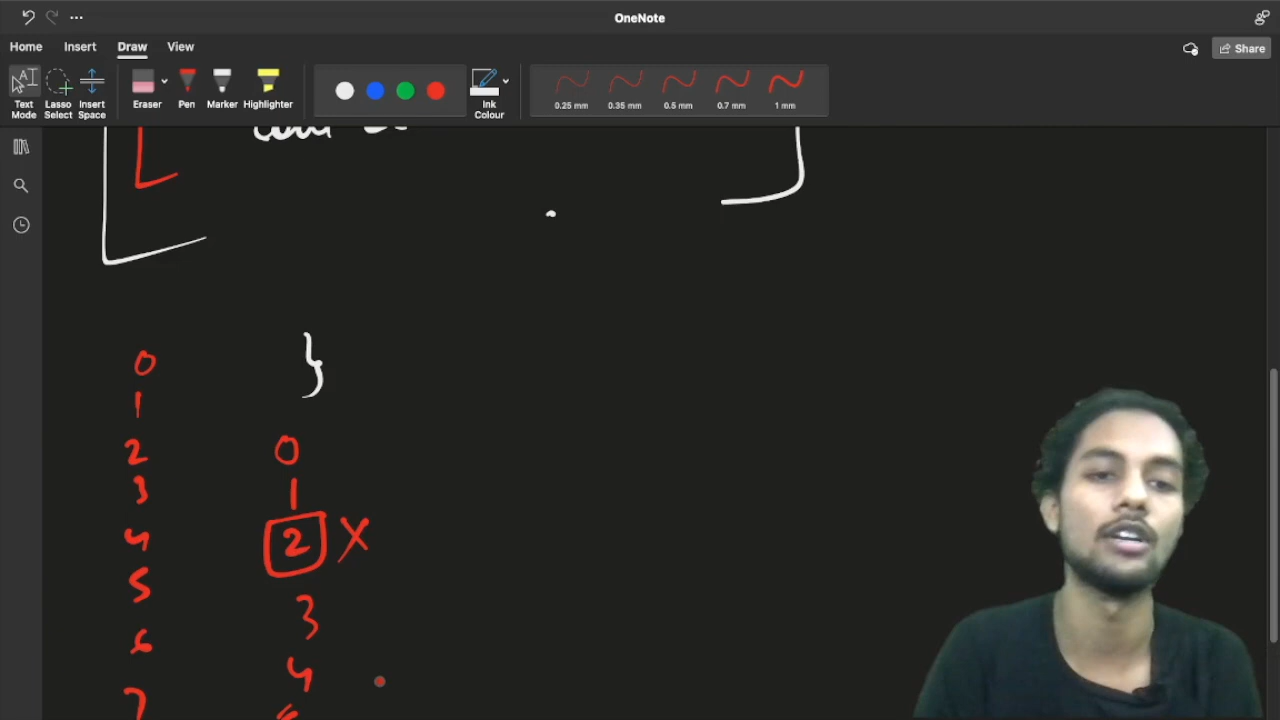 OneNote
Home Insert Draw View
Share
Text Mode
Lasso Select
Insert Space
Eraser
Pen
Marker
Highlighter
Ink Colour
0.25 mm 0.35 mm 0.5 mm 0.7 mm 1 mm
0
1
2
3
4
5
6
7
}
0
1
2 X
3
4